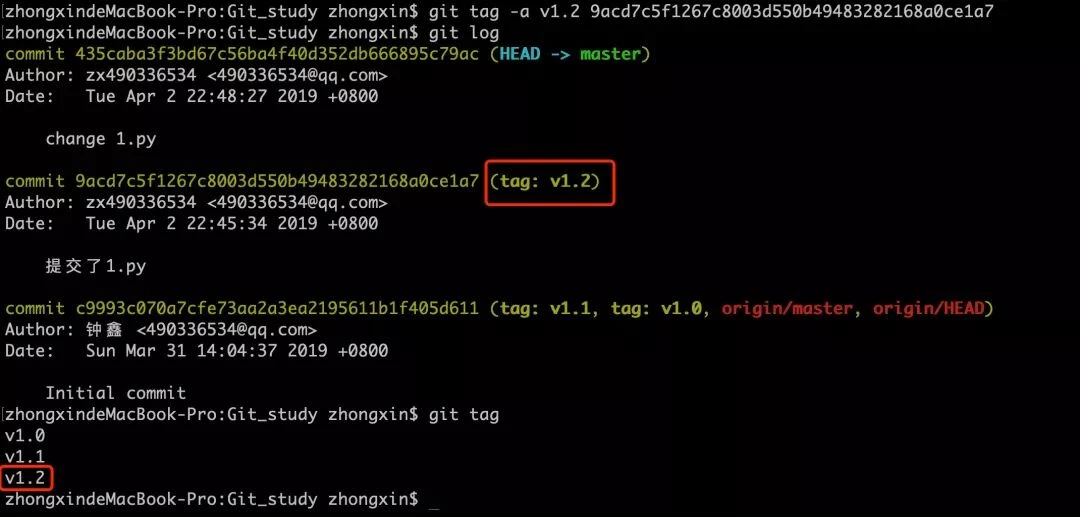 zhongxindeMacBook-Pro:Git_study zhongxin$ git tag -a v1.2 9acd7c5f1267c8003d550b49483282168a0ce1a7
zhongxindeMacBook-Pro:Git_study zhongxin$ git log
commit 435caba3f3bd67c56ba4f40d352db666895c79ac (HEAD -> master)
Author: zx490336534 <490336534@qq.com>
Date:   Tue Apr 2 22:48:27 2019 +0800
change 1.py
commit 9acd7c5f1267c8003d550b49483282168a0ce1a7 (tag: v1.2)
Author: zx490336534 <490336534@qq.com>
Date:   Tue Apr 2 22:45:34 2019 +0800
提交了1.py
commit c9993c070a7cfe73aa2a3ea2195611b1f405d611 (tag: v1.1, tag: v1.0, origin/master, origin/HEAD)
Author: 钟鑫 <490336534@qq.com>
Date:   Sun Mar 31 14:04:37 2019 +0800
Initial commit
zhongxindeMacBook-Pro:Git_study zhongxin$ git tag
v1.0
v1.1
v1.2
zhongxindeMacBook-Pro:Git_study zhongxin$ _